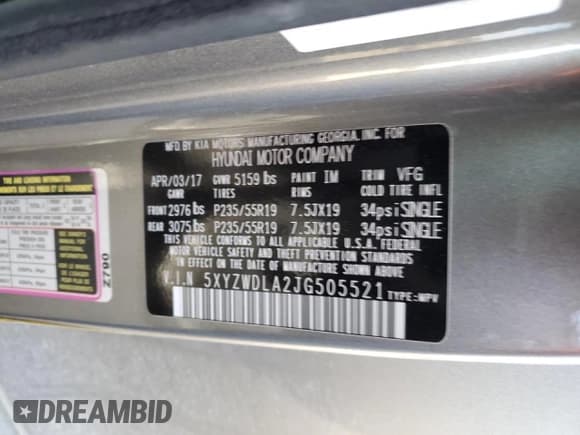 MFD. BY KIA MOTORS MANUFACTURING GEORGIA, INC. FOR
HYUNDAI MOTOR COMPANY
APR/03/17 GVWR 5159 lbs PAINT IM TRIM VFG
GAWR TIRES RIMS COLD TIRE INFL
FRONT 2976 lbs P235/55R19 7.5JX19 34psi SINGLE
REAR 3075 lbs P235/55R19 7.5JX19 34psi SINGLE
THIS VEHICLE CONFORMS TO ALL APPLICABLE U.S.A. FEDERAL
MOTOR VEHICLE SAFETY AND THEFT PREVENTION STANDARDS
IN EFFECT ON THE DATE OF MANUFACTURE SHOWN ABOVE.
V.I.N 5XYZWDLA2JG505521 TYPE:MPV
Z790
DREAMBID